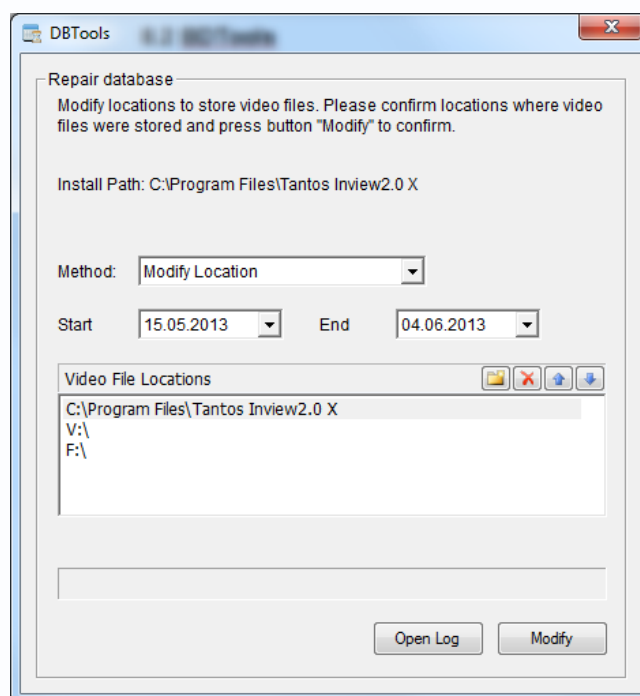 DBTools
Repair database
Modify locations to store video files. Please confirm locations where video
files were stored and press button "Modify" to confirm.
Install Path: C:\Program Files\Tantos Inview2.0 X
Method: Modify Location
Start 15.05.2013 End 04.06.2013
Video File Locations
C:\Program Files\Tantos Inview2.0 X
V:\
F:\
Open Log Modify